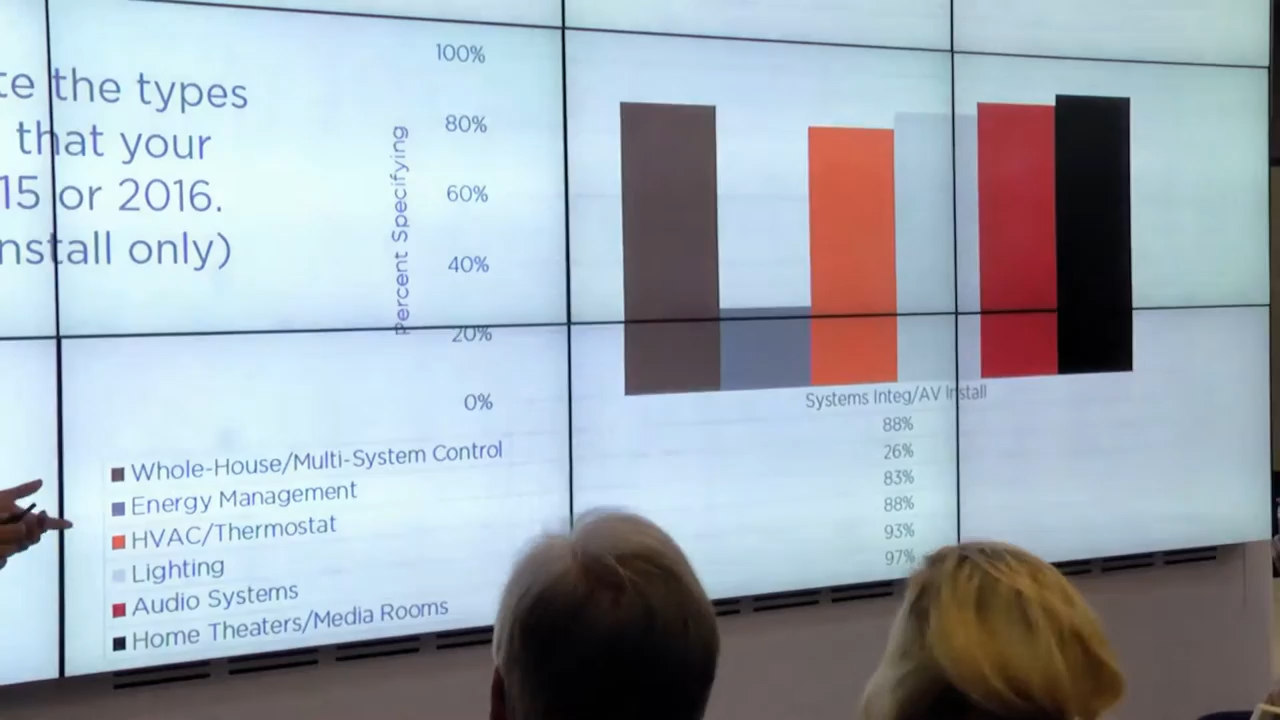 te the types
that your
15 or 2016.
nstall only)
Percent Specifying
100%
80%
60%
40%
20%
0%
Systems Integ/AV Install
Whole-House/Multi-System Control 88%
Energy Management 26%
HVAC/Thermostat 83%
Lighting 88%
Audio Systems 93%
Home Theaters/Media Rooms 97%